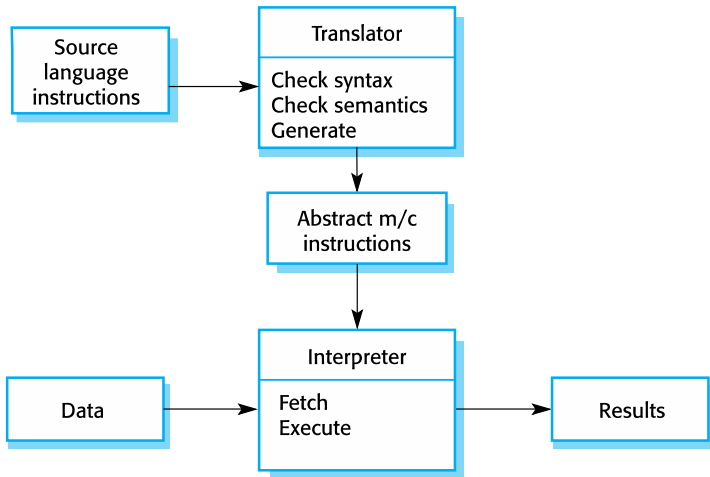 Source
language
instructions
Translator
Check syntax
Check semantics
Generate
Abstract m/c
instructions
Interpreter
Fetch
Execute
Data
Results